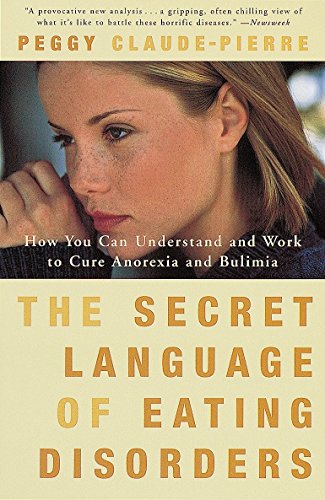 "A provocative new analysis . . . a gripping, often chilling view of
what it's like to battle these horrific diseases." —Newsweek
PEGGY CLAUDE-PIERRE
How You Can Understand and Work
to Cure Anorexia and Bulimia
THE SECRET
LANGUAGE
OF EATING
DISORDERS